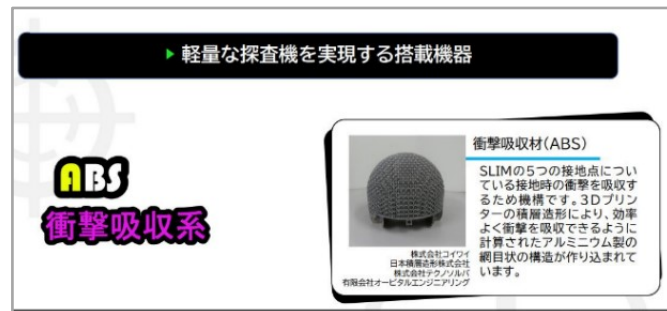 軽量な探査機を実現する搭載機器
ABS
衝撃吸収系
衝撃吸収材(ABS)
SLIMの5つの接地点につい
ている接地時の衝撃を吸収す
るため機構です。3Dプリン
ターの積層造形により、効率
よく衝撃を吸収できるように
計算されたアルミニウム製の
網目状の構造が作り込まれて
います。
株式会社コイワイ
日本積層造形株式会社
株式会社テクノソルバ
有限会社オービタルエンジニアリング